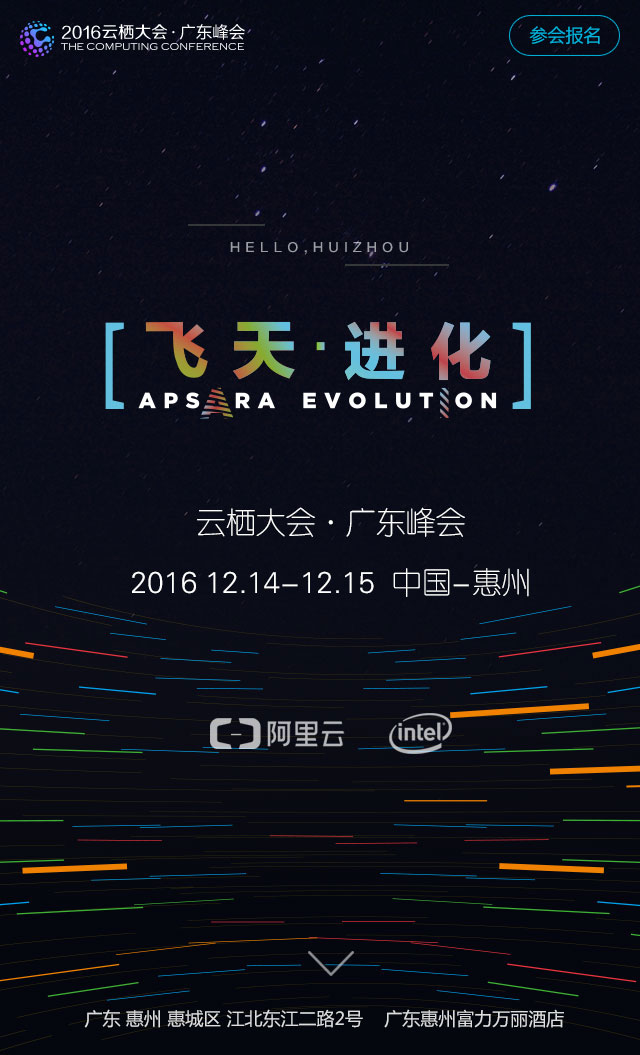 2016云栖大会·广东峰会
THE COMPUTING CONFERENCE
参会报名
HELLO,HUIZHOU
[飞天·进化]
APSARA EVOLUTION
云栖大会·广东峰会
2016 12.14-12.15 中国-惠州
阿里云 intel
广东 惠州 惠城区 江北东江二路2号 广东惠州富力万丽酒店